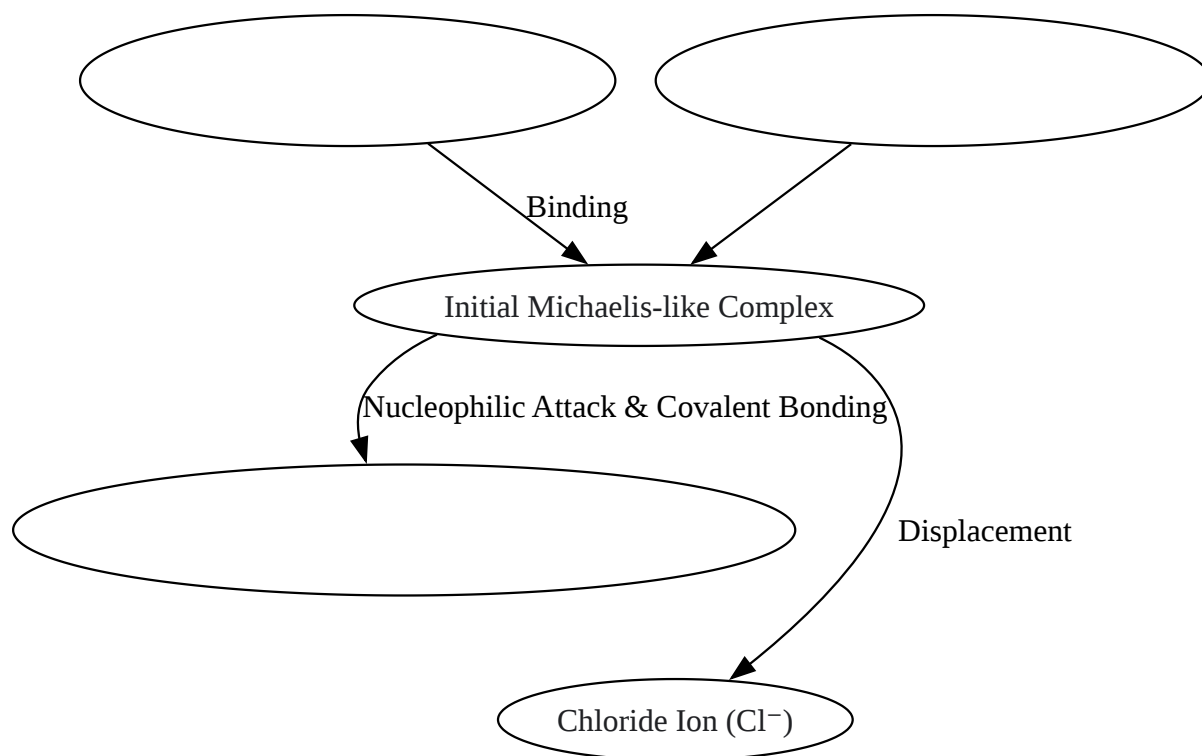 Binding
Initial Michaelis-like Complex
Nucleophilic Attack & Covalent Bonding
Displacement
Chloride Ion (Cl⁻)